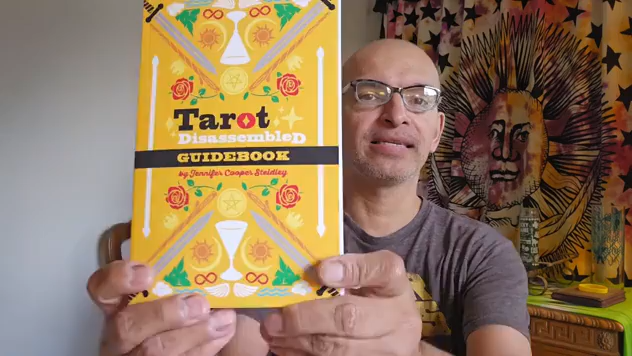 Tarot
DisassembleD
GUIDEBOOK
by Jennifer Cooper Steidley